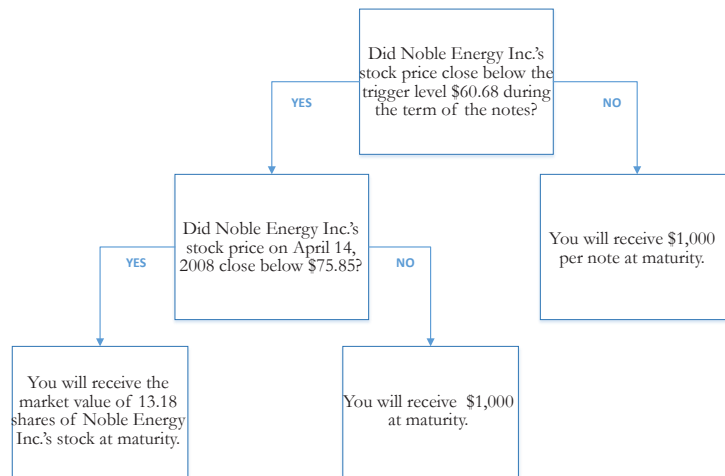 Did Noble Energy Inc.'s
stock price close below the
trigger level $60.68 during
the term of the notes?
YES
NO
Did Noble Energy Inc.'s
stock price on April 14,
2008 close below $75.85?
You will receive $1,000
per note at maturity.
YES
NO
You will receive the
market value of 13.18
shares of Noble Energy
Inc.'s stock at maturity.
You will receive $1,000
at maturity.